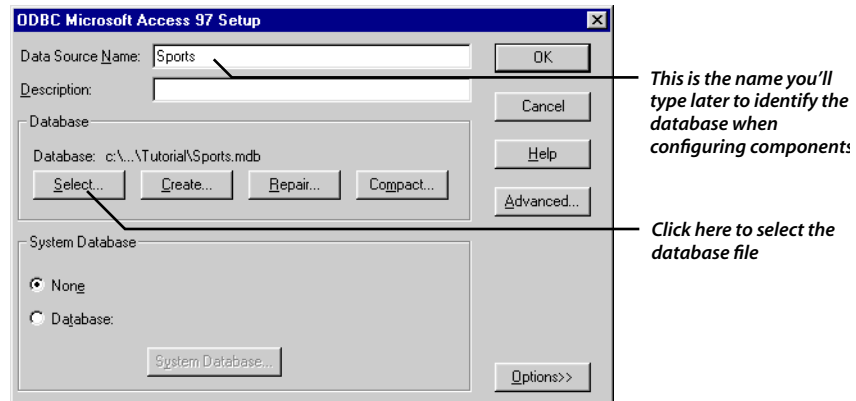 ODBC Microsoft Access 97 Setup
Data Source Name: Sports
Description:
Database
Database: c:\...\Tutorial\Sports.mdb
Select...
Create...
Repair...
Compact...
System Database
None
Database:
System Database...
OK
Cancel
Help
Advanced...
Options>>
This is the name you'll
type later to identify the
database when
configuring components
Click here to select the
database file